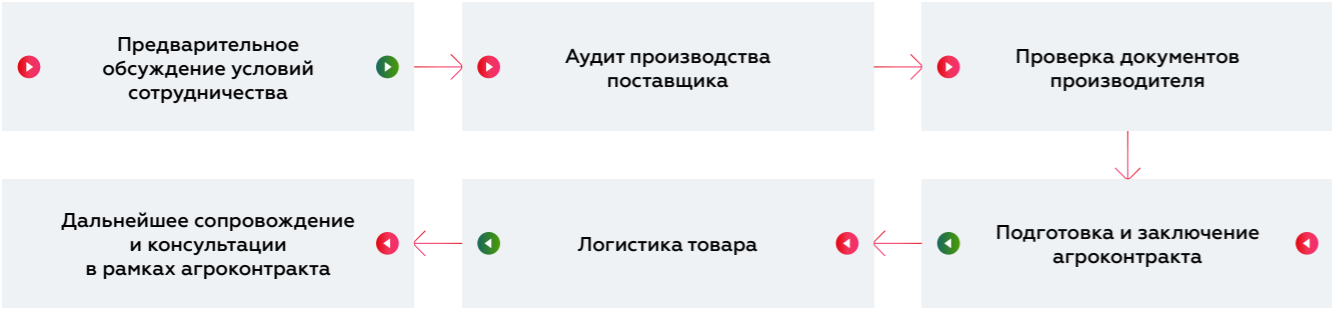 Предварительное
обсуждение условий
сотрудничества
Аудит производства
поставщика
Проверка документов
производителя
Подготовка и заключение
агроконтракта
Логистика товара
Дальнейшее сопровождение
и консультации
в рамках агроконтракта